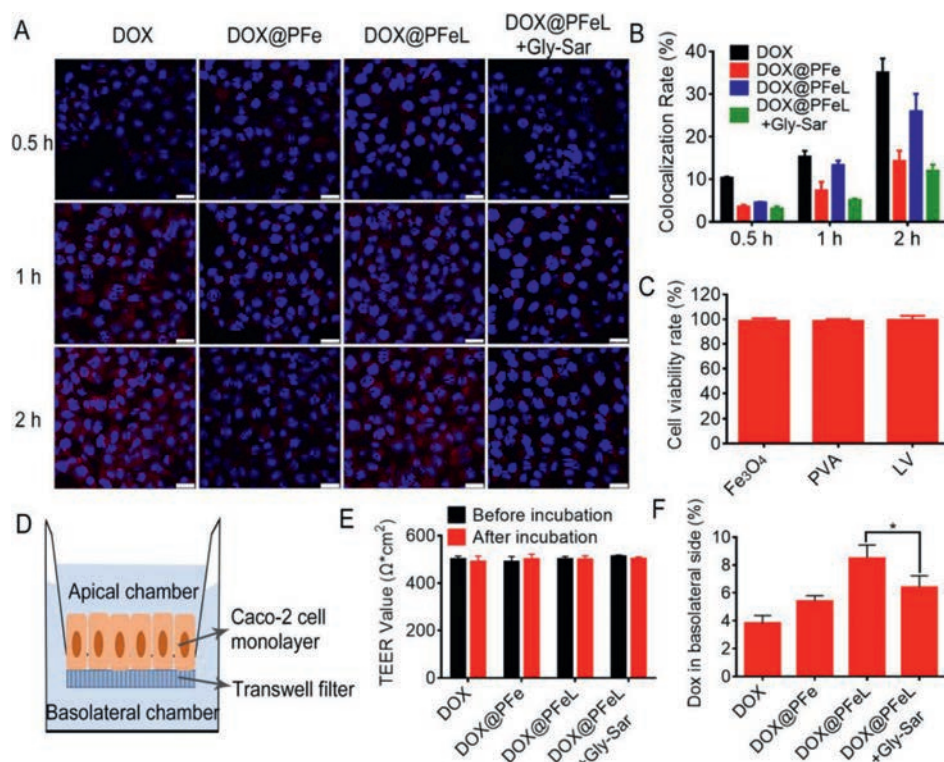 A
DOX
DOX@PFe
DOX@PFeL
DOX@PFeL
+Gly-Sar
0.5 h
1 h
2 h
B
Colocalization Rate (%)
40
30
20
10
0
DOX
DOX@PFe
DOX@PFeL
DOX@PFeL
+Gly-Sar
0.5 h
1 h
2 h
C
Cell viability rate (%)
120
100
80
60
40
20
0
Fe₃O₄
PVA
LV
D
Apical chamber
Caco-2 cell
monolayer
Transwell filter
Basolateral chamber
E
Before incubation
After incubation
TEER Value (Ω*cm²)
600
400
200
0
DOX
DOX@PFe
DOX@PFeL
DOX@PFeL
+Gly-Sar
F
Dox in basolateral side (%)
10
8
6
4
2
0
*
DOX
DOX@PFe
DOX@PFeL
DOX@PFeL
+Gly-Sar